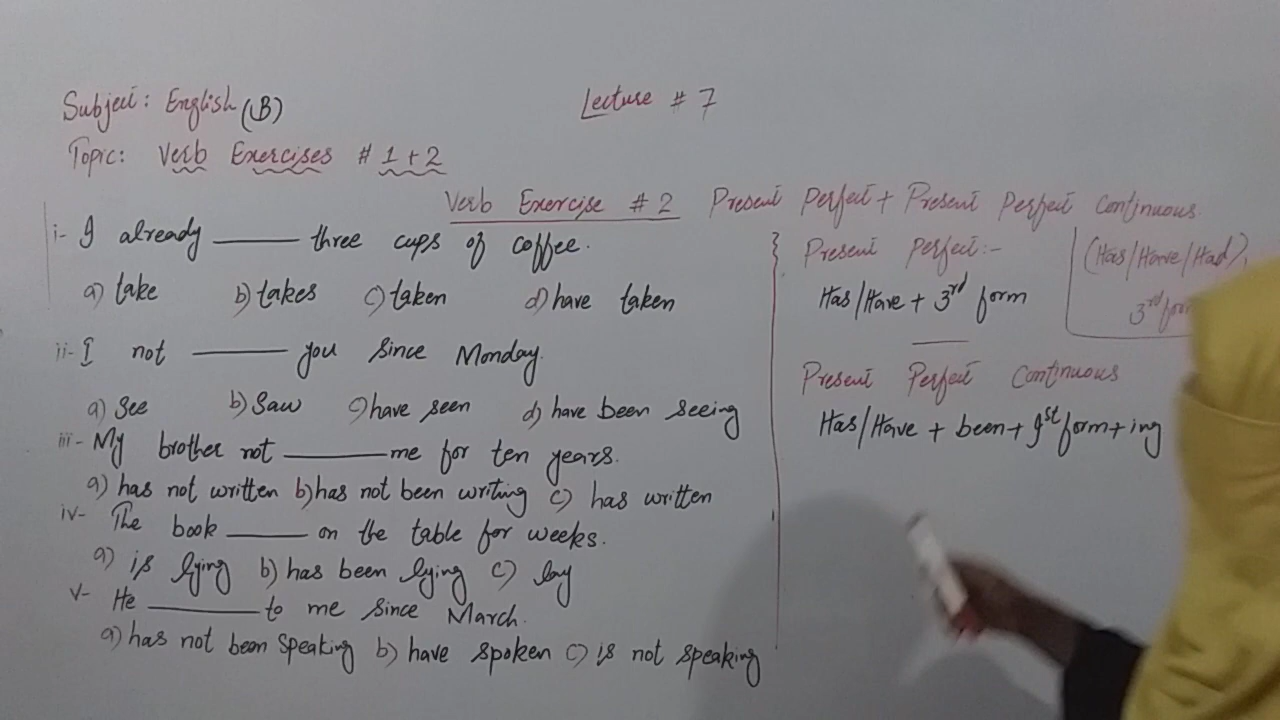 Subject: English (B)
Lecture # 7
Topic: Verb Exercises # 1 + 2
Verb Exercise # 2 Present Perfect + Present Perfect Continuous.
i- I already ______ three cups of coffee.
a) take b) takes c) taken d) have taken
ii- I not ______ you since Monday.
a) See b) Saw c) have seen d) have been seeing
iii- My brother not ______ me for ten years.
a) has not written b) has not been writing c) has written
iv- The book ______ on the table for weeks.
a) is lying b) has been lying c) lay
v- He ______ to me since March.
a) has not been speaking b) have spoken c) is not speaking
Present Perfect:-
Has/Have + 3rd form
(Has/Have/Had)
3rd
Present Perfect Continuous
Has/Have + been + Ist form + ing